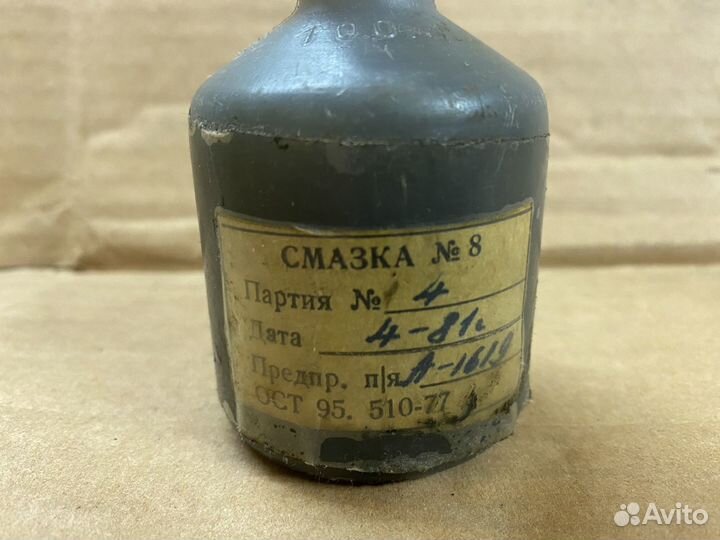 СМАЗКА № 8
Партия № 4
Дата 4-81г.
Предпр. п/я А-1619
ОСТ 95. 510-77
Avito